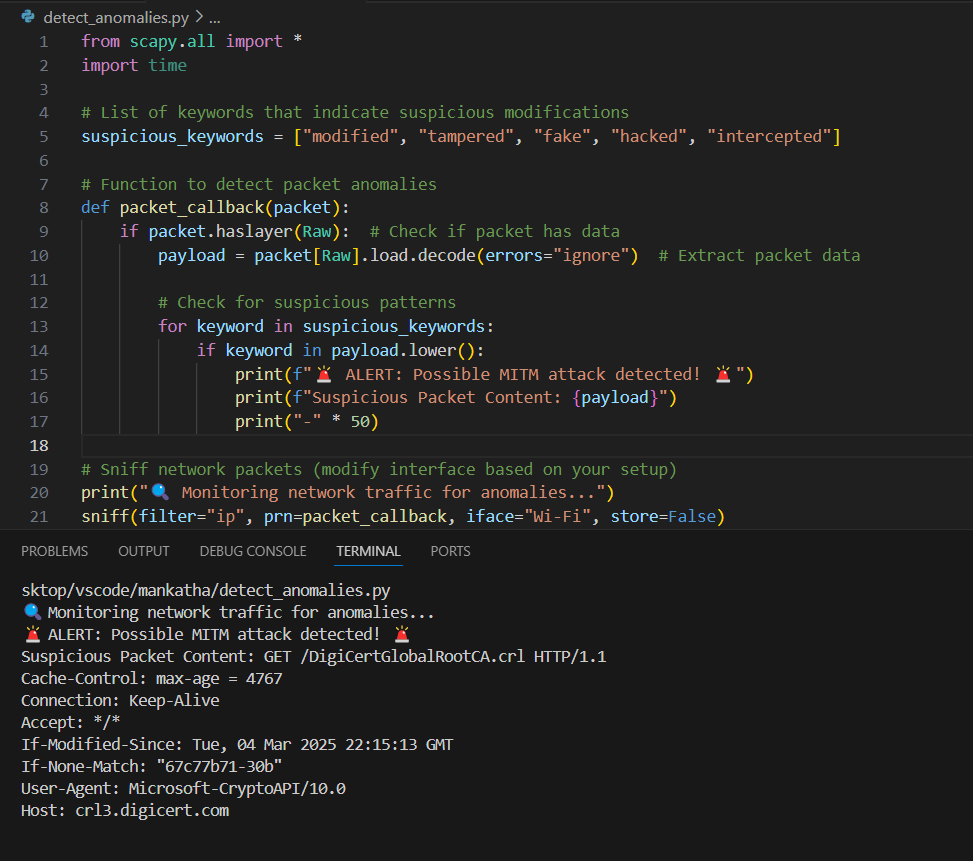 detect_anomalies.py > ...
1 from scapy.all import *
2 import time
3
4 # List of keywords that indicate suspicious modifications
5 suspicious_keywords = ["modified", "tampered", "fake", "hacked", "intercepted"]
6
7 # Function to detect packet anomalies
8 def packet_callback(packet):
9     if packet.haslayer(Raw):  # Check if packet has data
10         payload = packet[Raw].load.decode(errors="ignore")  # Extract packet data
11
12         # Check for suspicious patterns
13         for keyword in suspicious_keywords:
14             if keyword in payload.lower():
15                 print(f"🚨 ALERT: Possible MITM attack detected! 🚨")
16                 print(f"Suspicious Packet Content: {payload}")
17                 print("-" * 50)
18
19 # Sniff network packets (modify interface based on your setup)
20 print("🔍 Monitoring network traffic for anomalies...")
21 sniff(filter="ip", prn=packet_callback, iface="Wi-Fi", store=False)
PROBLEMS OUTPUT DEBUG CONSOLE TERMINAL PORTS
sktop/vscode/mankatha/detect_anomalies.py
🔍 Monitoring network traffic for anomalies...
🚨 ALERT: Possible MITM attack detected! 🚨
Suspicious Packet Content: GET /DigiCertGlobalRootCA.crl HTTP/1.1
Cache-Control: max-age = 4767
Connection: Keep-Alive
Accept: */*
If-Modified-Since: Tue, 04 Mar 2025 22:15:13 GMT
If-None-Match: "67c77b71-30b"
User-Agent: Microsoft-CryptoAPI/10.0
Host: crl3.digicert.com